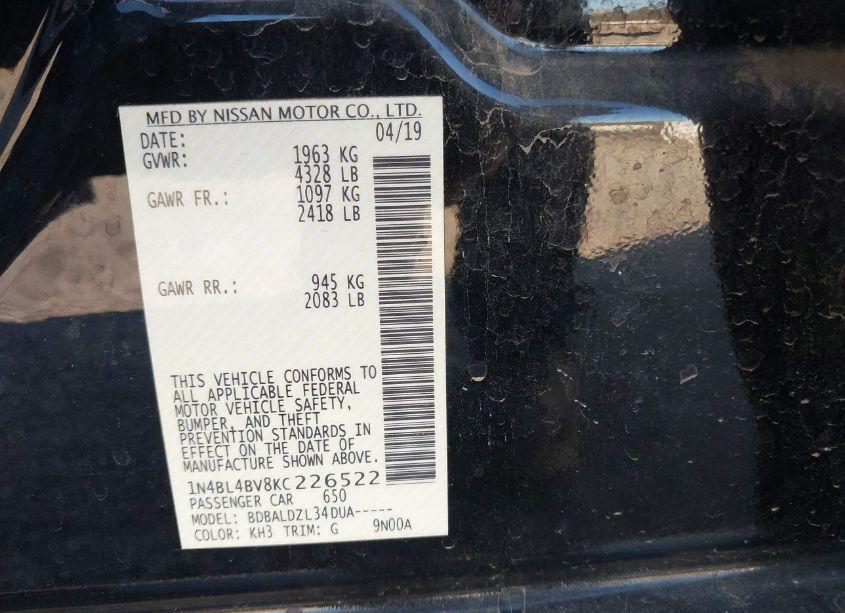 MFD BY NISSAN MOTOR CO., LTD.
DATE: 04/19
GVWR: 1963 KG
4328 LB
GAWR FR.: 1097 KG
2418 LB
GAWR RR.: 945 KG
2083 LB
THIS VEHICLE CONFORMS TO
ALL APPLICABLE FEDERAL
MOTOR VEHICLE SAFETY,
BUMPER, AND THEFT
PREVENTION STANDARDS IN
EFFECT ON THE DATE OF
MANUFACTURE SHOWN ABOVE.
1N4BL4BV8KC226522
PASSENGER CAR 650
MODEL: BDBALDZL34DUA-----
COLOR: KH3 TRIM: G 9N00A